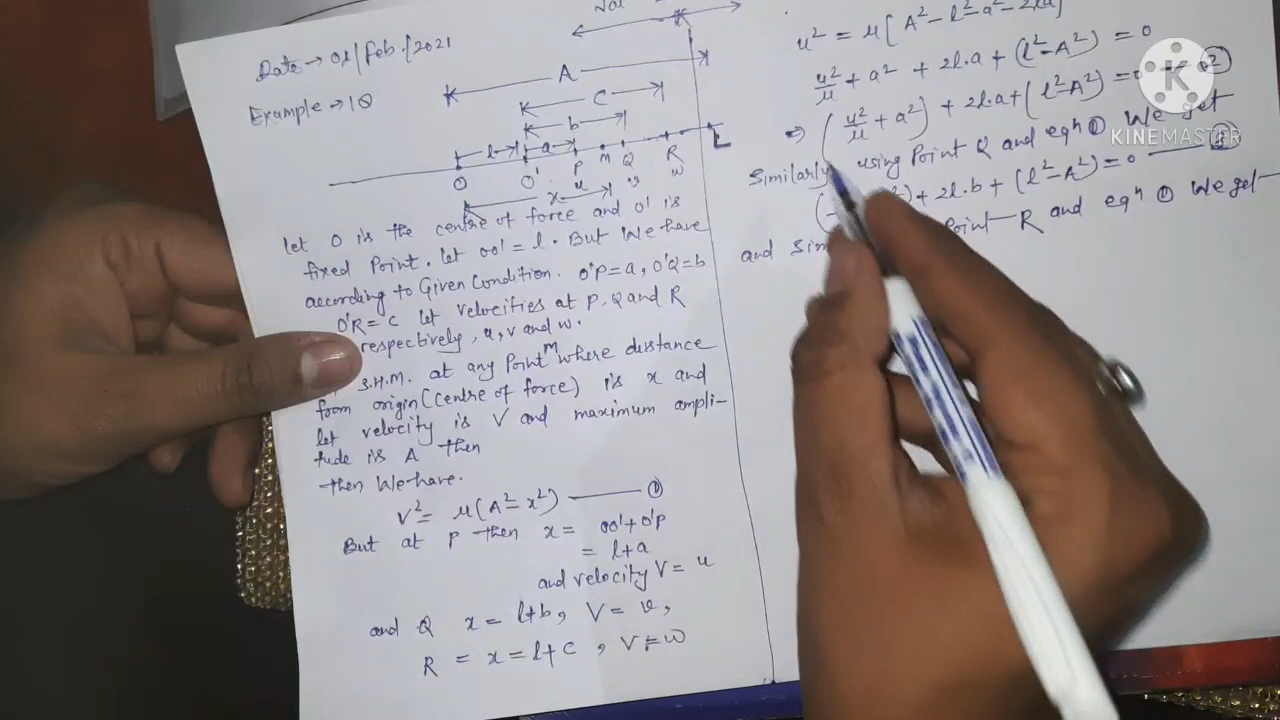 Date → 01/Feb./2021
Example → 1Q
A
c
b
l a
O O' P M Q R L
x u v w
Let O is the centre of force and O' is
fixed Point. Let OO' = l. But We have
according to Given Condition. O'P=a, O'Q=b
O'R=c Let velocities at P, Q and R
respectively, u, v and w.
S.H.M. at any Point M where distance
from origin (centre of force) is x and
let velocity is V and maximum ampli-
tude is A then
then We have.
V² = μ(A² - x²) —— ①
But at P then x = OO' + O'P
= l+a
and velocity V = u
and Q x = l+b, V = v,
R = x = l+c, V = w
u² = μ[A² - l² - a² - 2la]
u²/μ + a² + 2l.a + (l² - A²) = 0
⇒ (u²/μ + a²) + 2l.a + (l² - A²) = 0 — ②
KINEMASTER
Similarly using Point Q and eqⁿ ① We get
) + 2l.b + (l² - A²) = 0 ——
and Sim Point R and eqⁿ ① We get